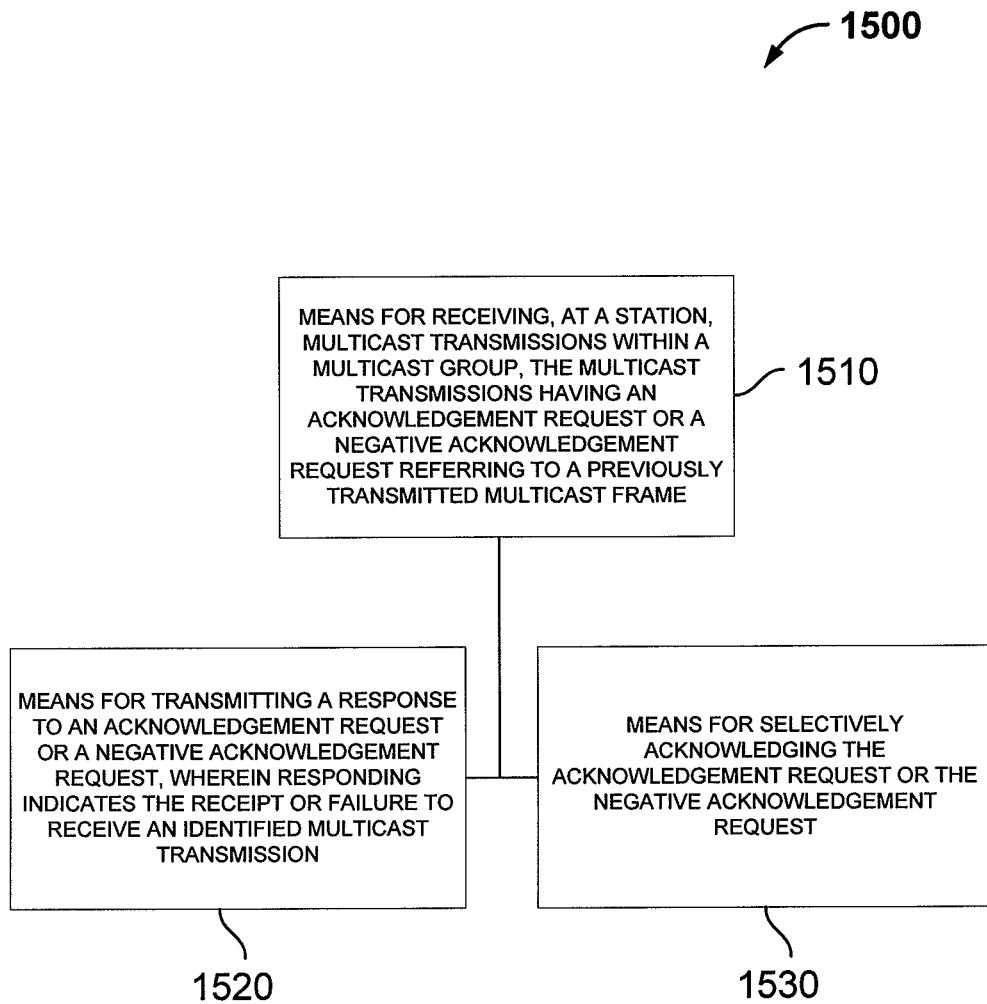 1500
MEANS FOR RECEIVING, AT A STATION,
MULTICAST TRANSMISSIONS WITHIN A
MULTICAST GROUP, THE MULTICAST
TRANSMISSIONS HAVING AN
ACKNOWLEDGEMENT REQUEST OR A
NEGATIVE ACKNOWLEDGEMENT
REQUEST REFERRING TO A PREVIOUSLY
TRANSMITTED MULTICAST FRAME
1510
MEANS FOR TRANSMITTING A RESPONSE
TO AN ACKNOWLEDGEMENT REQUEST
OR A NEGATIVE ACKNOWLEDGEMENT
REQUEST, WHEREIN RESPONDING
INDICATES THE RECEIPT OR FAILURE TO
RECEIVE AN IDENTIFIED MULTICAST
TRANSMISSION
1520
MEANS FOR SELECTIVELY
ACKNOWLEDGING THE
ACKNOWLEDGEMENT REQUEST OR THE
NEGATIVE ACKNOWLEDGEMENT
REQUEST
1530